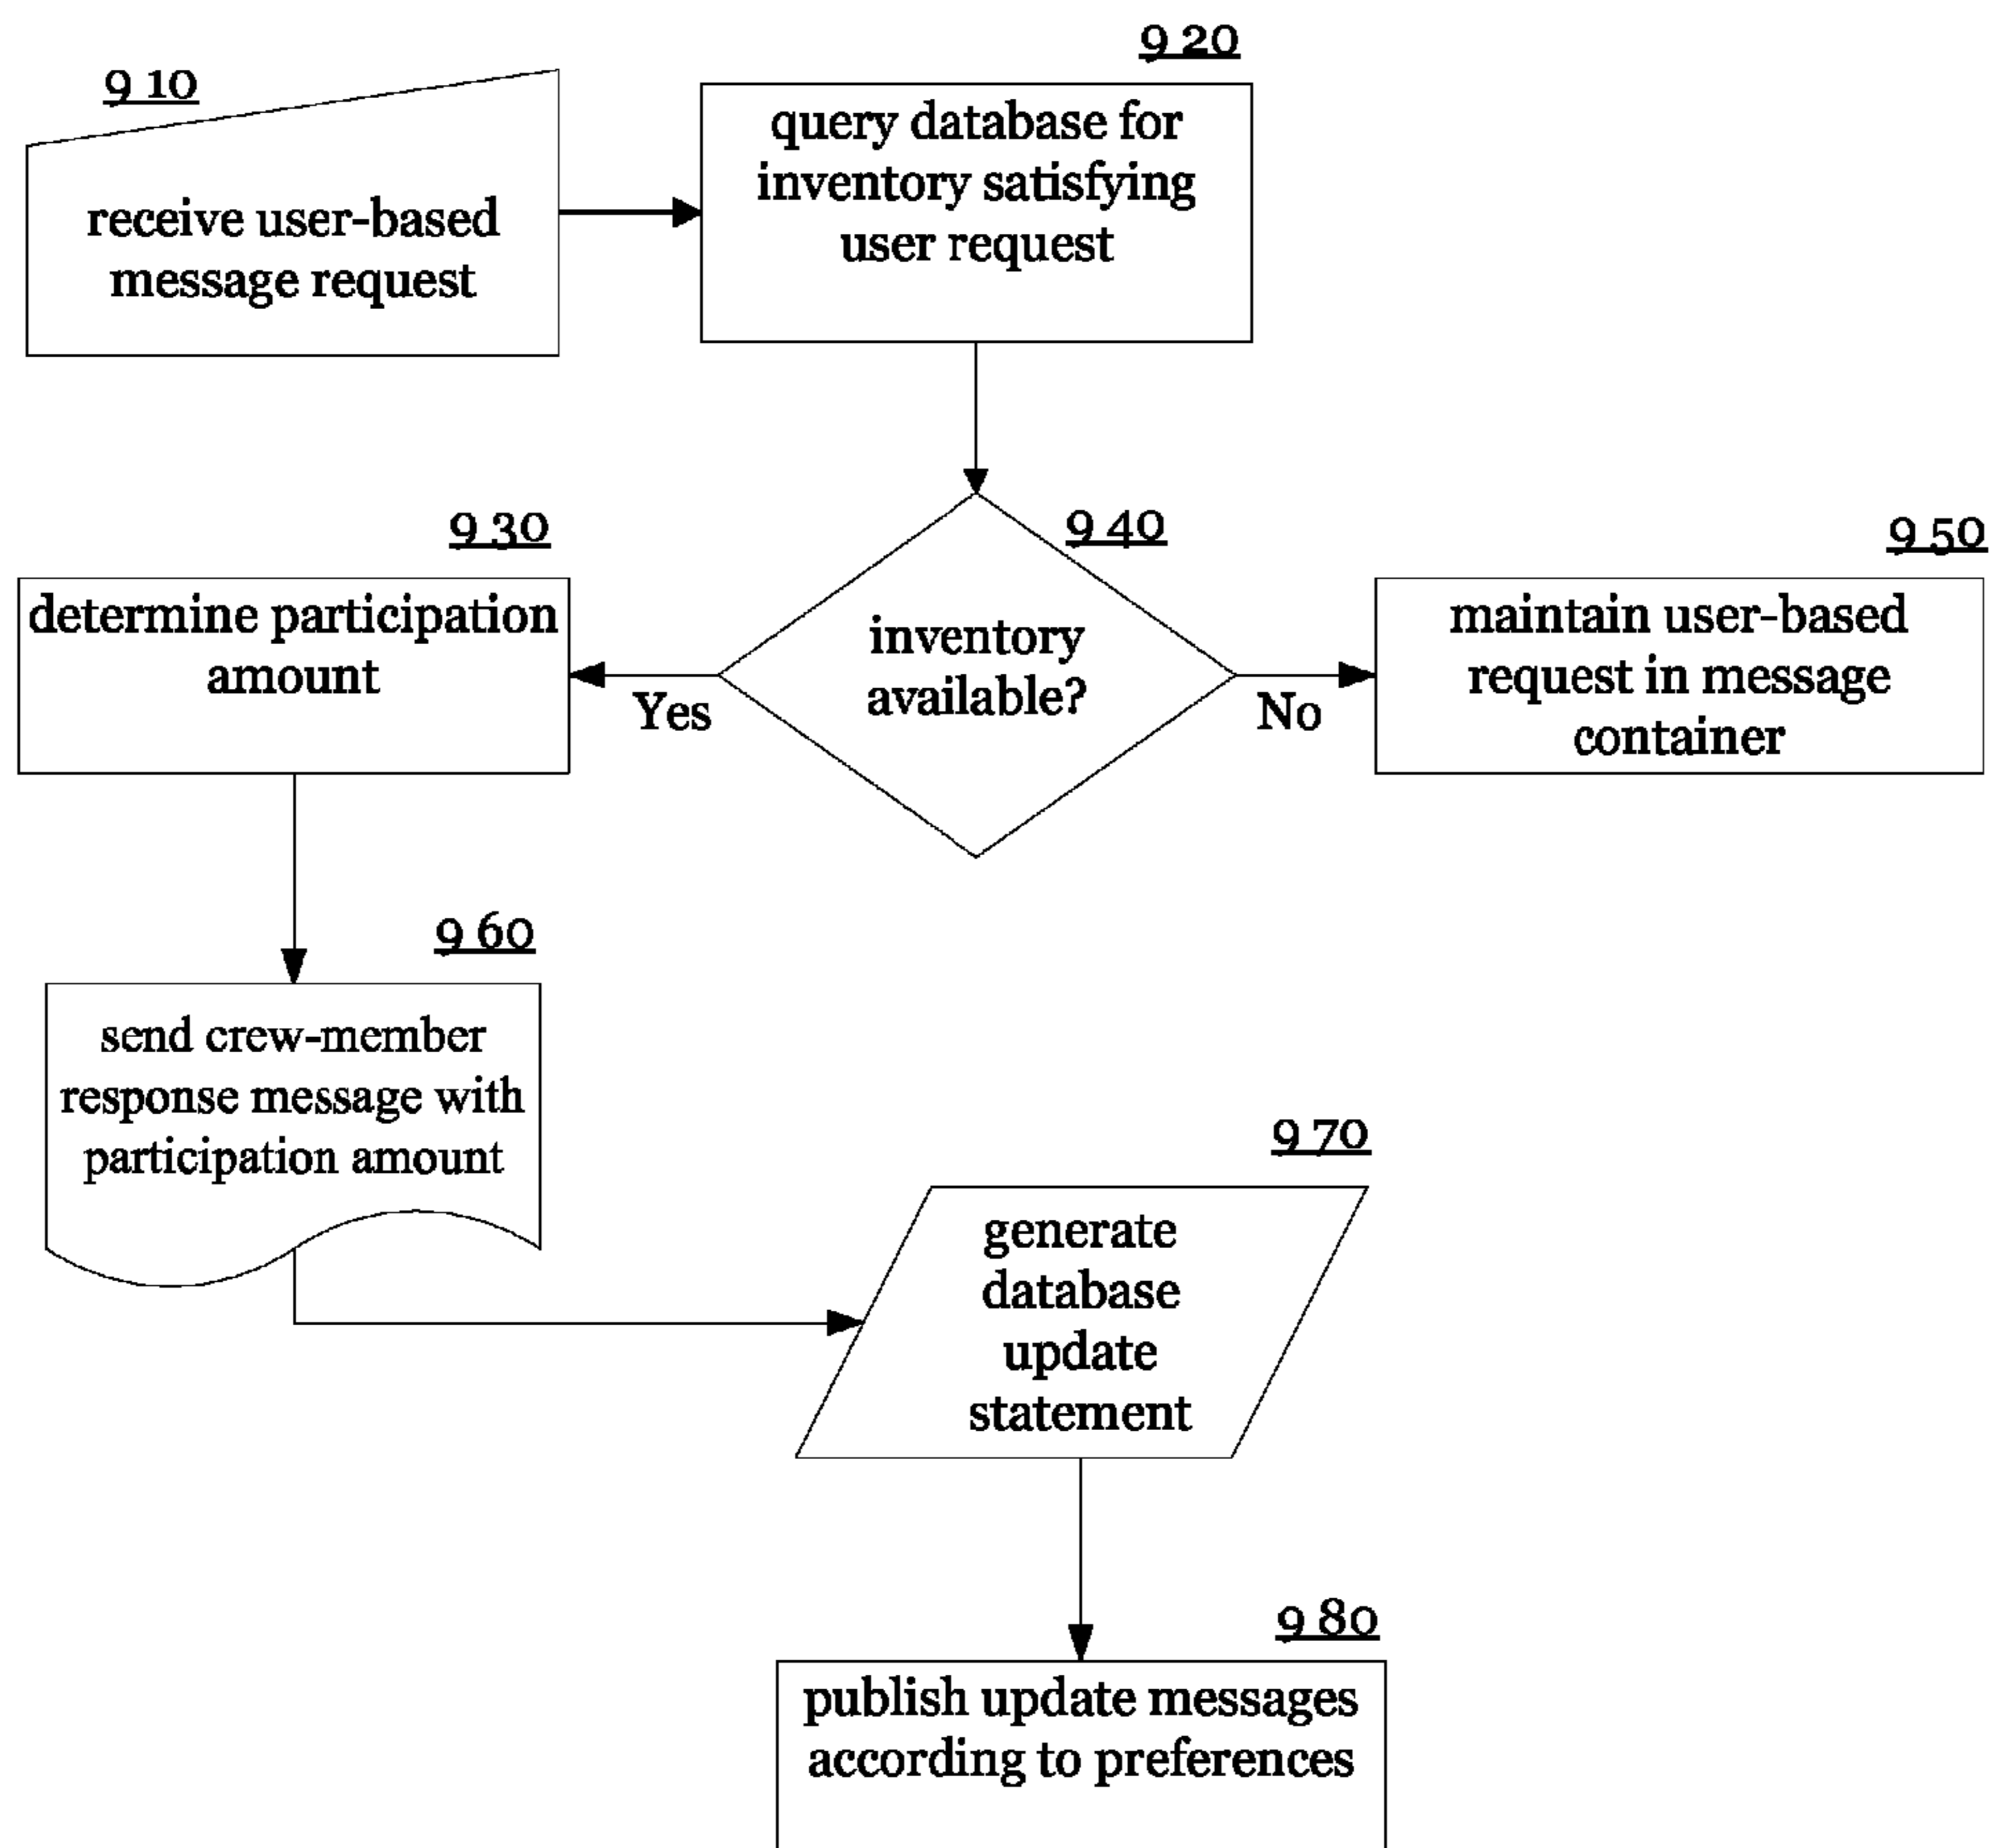 9 10
receive user-based
message request
9 20
query database for
inventory satisfying
user request
9 30
determine participation
amount
Yes
9 40
inventory
available?
No
9 50
maintain user-based
request in message
container
9 60
send crew-member
response message with
participation amount
9 70
generate
database
update
statement
9 80
publish update messages
according to preferences